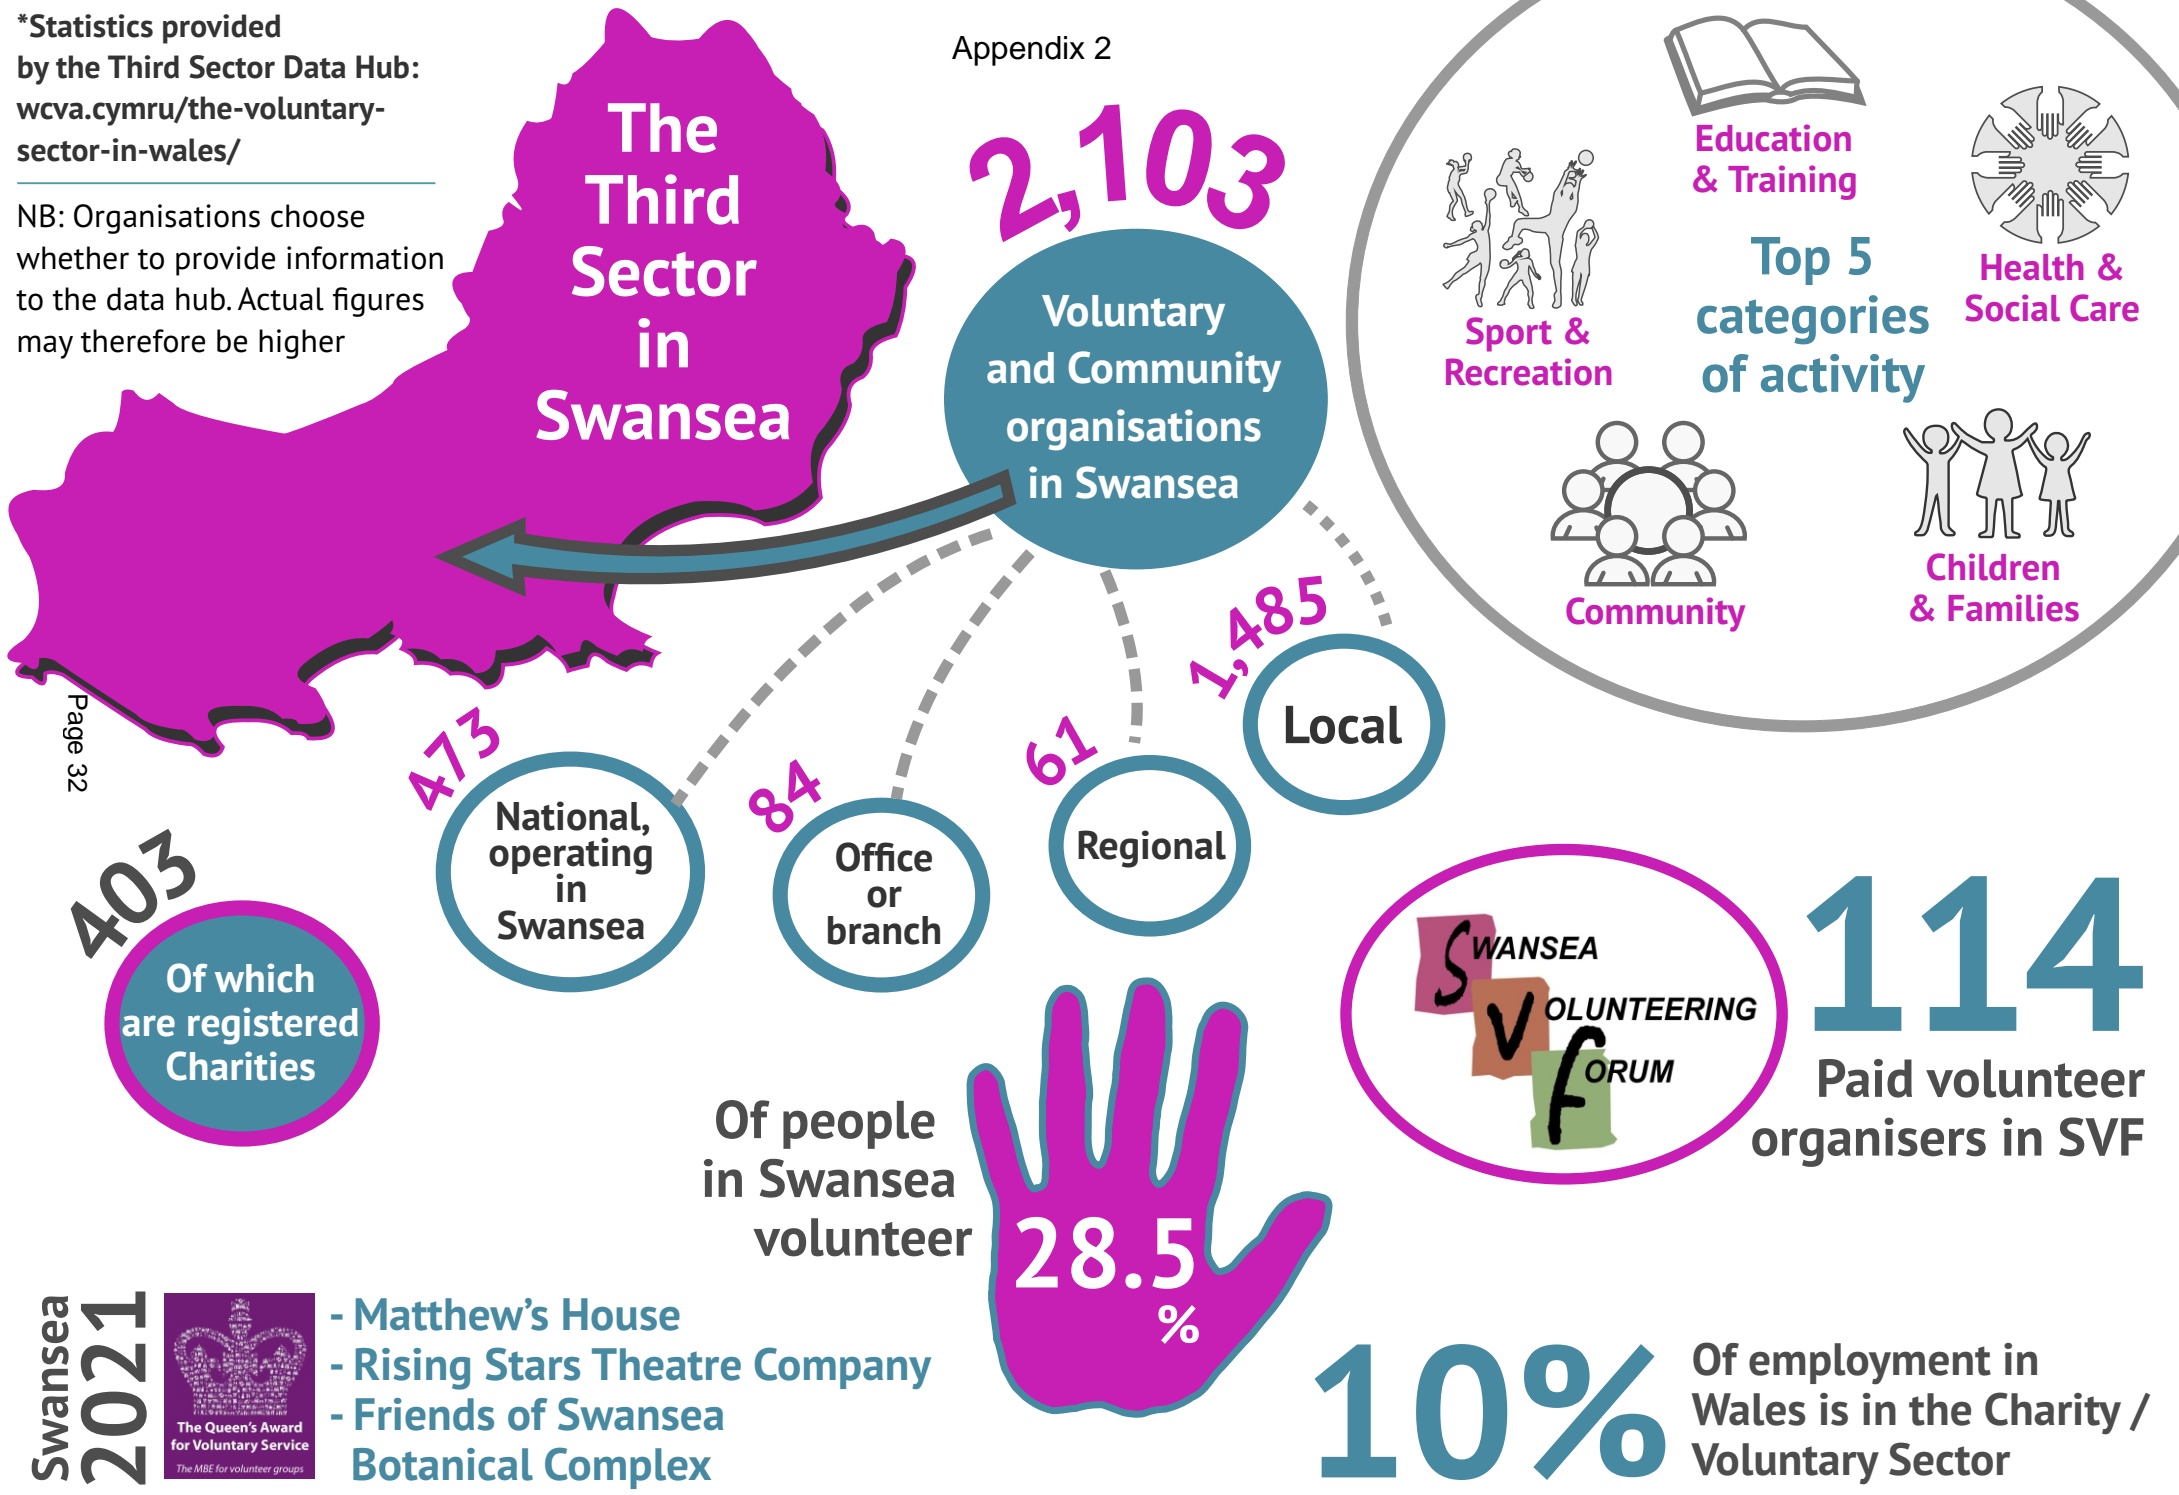 *Statistics provided
by the Third Sector Data Hub:
wcva.cymru/the-voluntary-
sector-in-wales/
NB: Organisations choose
whether to provide information
to the data hub. Actual figures
may therefore be higher
The
Third
Sector
in
Swansea
Appendix 2
2,103
Voluntary
and Community
organisations
in Swansea
Education
& Training
Health &
Social Care
Sport &
Recreation
Top 5
categories
of activity
Community
Children
& Families
Page 32
473
National,
operating
in
Swansea
84
Office
or
branch
61
Regional
1,485
Local
403
Of which
are registered
Charities
SWANSEA
VOLUNTEERING
FORUM
114
Paid volunteer
organisers in SVF
Of people
in Swansea
volunteer
28.5
%
Swansea
2021
The Queen's Award
for Voluntary Service
The MBE for volunteer groups
- Matthew's House
- Rising Stars Theatre Company
- Friends of Swansea
Botanical Complex
10%
Of employment in
Wales is in the Charity /
Voluntary Sector